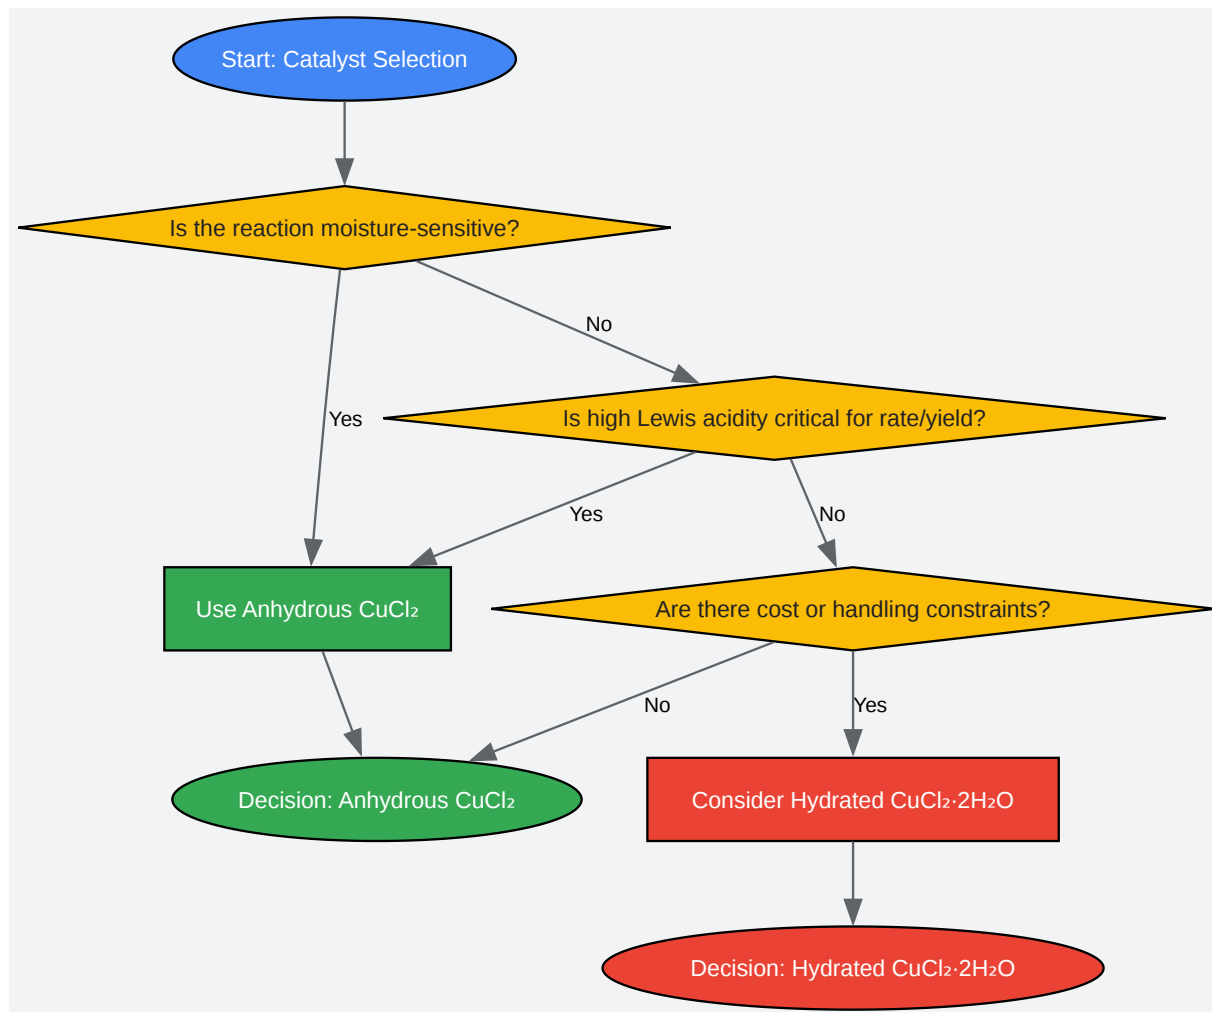 Start: Catalyst Selection
Is the reaction moisture-sensitive?
No
Yes
Is high Lewis acidity critical for rate/yield?
Yes
No
Use Anhydrous CuCl₂
Are there cost or handling constraints?
No
Yes
Decision: Anhydrous CuCl₂
Consider Hydrated CuCl₂·2H₂O
Decision: Hydrated CuCl₂·2H₂O